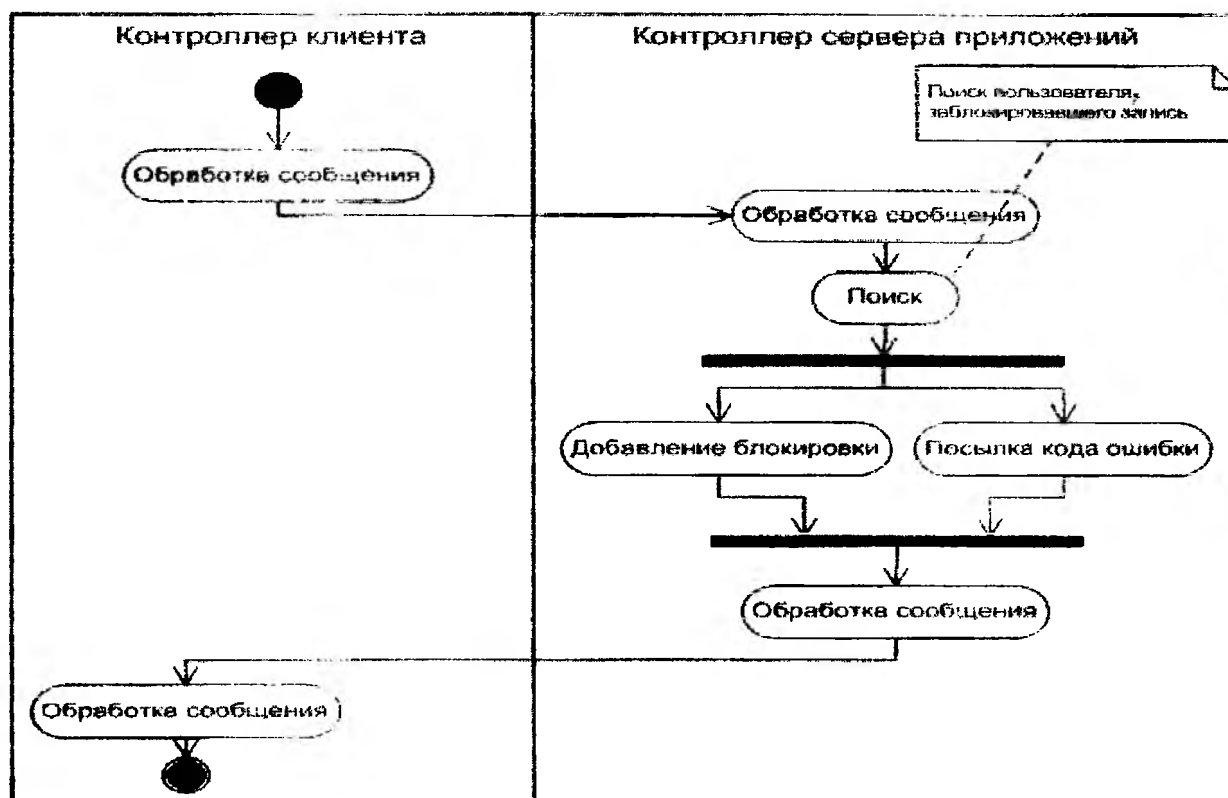 Контроллер клиента
Контроллер сервера приложений
Поиск пользователя,
заблокировавшего запись
Обработка сообщения
Обработка сообщения
Поиск
Добавление блокировки
Посылка кода ошибки
Обработка сообщения
Обработка сообщения